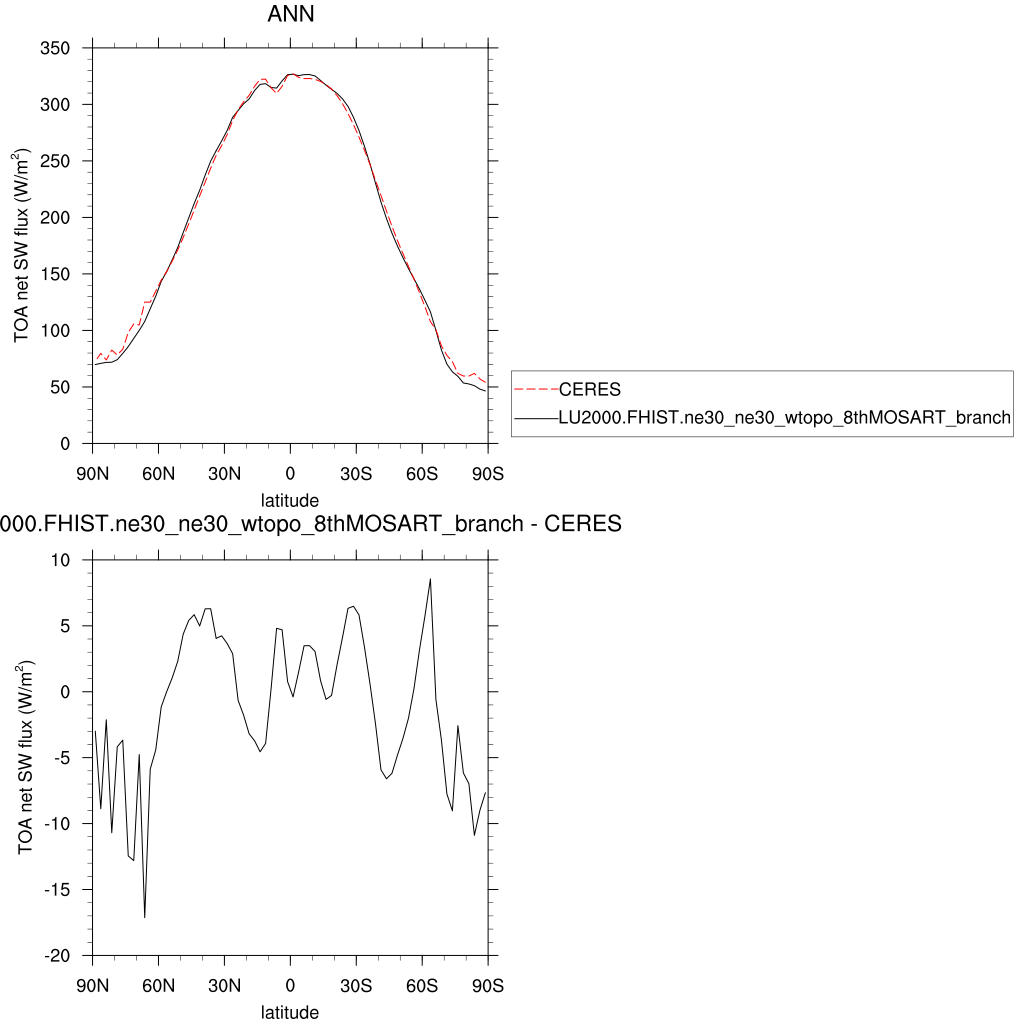 ANN
TOA net SW flux (W/m²)
350
300
250
200
150
100
50
0
90N 60N 30N 0 30S 60S 90S
latitude
CERES
LU2000.FHIST.ne30_ne30_wtopo_8thMOSART_branch
000.FHIST.ne30_ne30_wtopo_8thMOSART_branch - CERES
TOA net SW flux (W/m²)
10
5
0
-5
-10
-15
-20
90N 60N 30N 0 30S 60S 90S
latitude